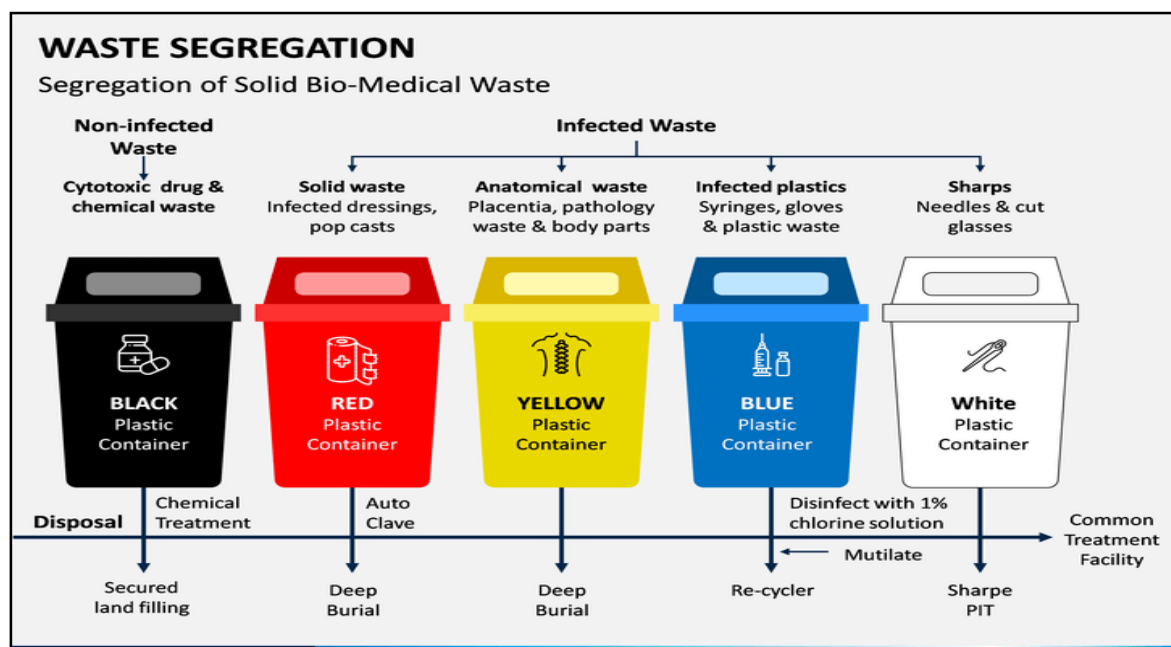 WASTE SEGREGATION
Segregation of Solid Bio-Medical Waste
Non-infected
Waste
Infected Waste
Cytotoxic drug &
chemical waste
Solid waste
Infected dressings,
pop casts
Anatomical waste
Placenta, pathology
waste & body parts
Infected plastics
Syringes, gloves
& plastic waste
Sharps
Needles & cut
glasses
BLACK
Plastic
Container
RED
Plastic
Container
YELLOW
Plastic
Container
BLUE
Plastic
Container
White
Plastic
Container
Disposal
Chemical
Treatment
Auto
Clave
Disinfect with 1%
chlorine solution
Mutilate
Common
Treatment
Facility
Secured
land filling
Deep
Burial
Deep
Burial
Re-cycler
Sharpe
PIT